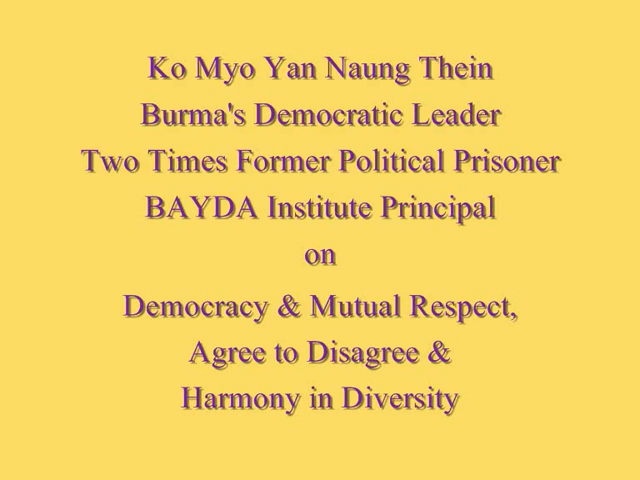 Ko Myo Yan Naung Thein
Burma's Democratic Leader
Two Times Former Political Prisoner
BAYDA Institute Principal
on
Democracy & Mutual Respect,
Agree to Disagree &
Harmony in Diversity